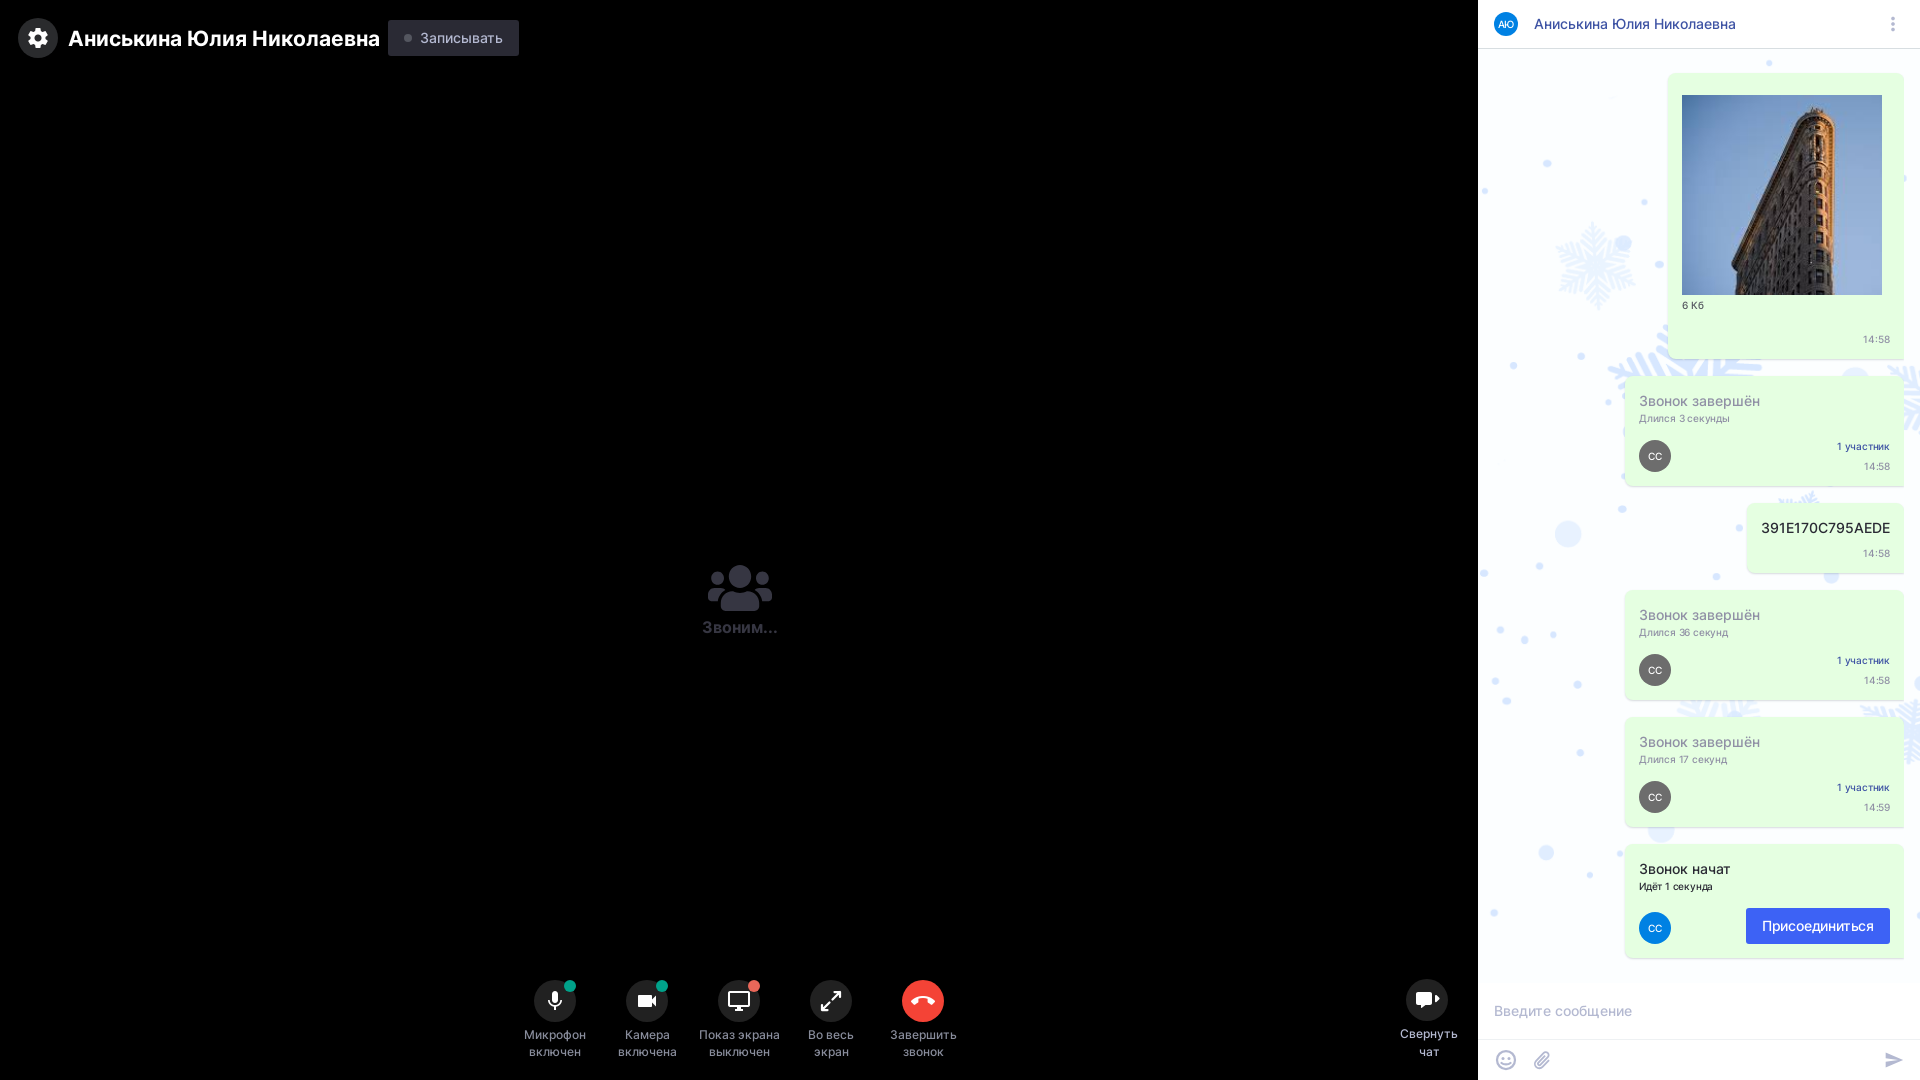 Аниськина Юлия Николаевна
Записывать
Звоним...
Микрофон
включен
Камера
включена
Показ экрана
выключен
Во весь
экран
Завершить
звонок
Свернуть
чат
АЮ
Аниськина Юлия Николаевна
6 Кб
14:58
Звонок завершён
Длился 3 секунды
СС
1 участник
14:58
391E170C795AEDE
14:58
Звонок завершён
Длился 36 секунд
СС
1 участник
14:58
Звонок завершён
Длился 17 секунд
СС
1 участник
14:59
Звонок начат
Идёт 1 секунда
СС
Присоединиться
Введите сообщение